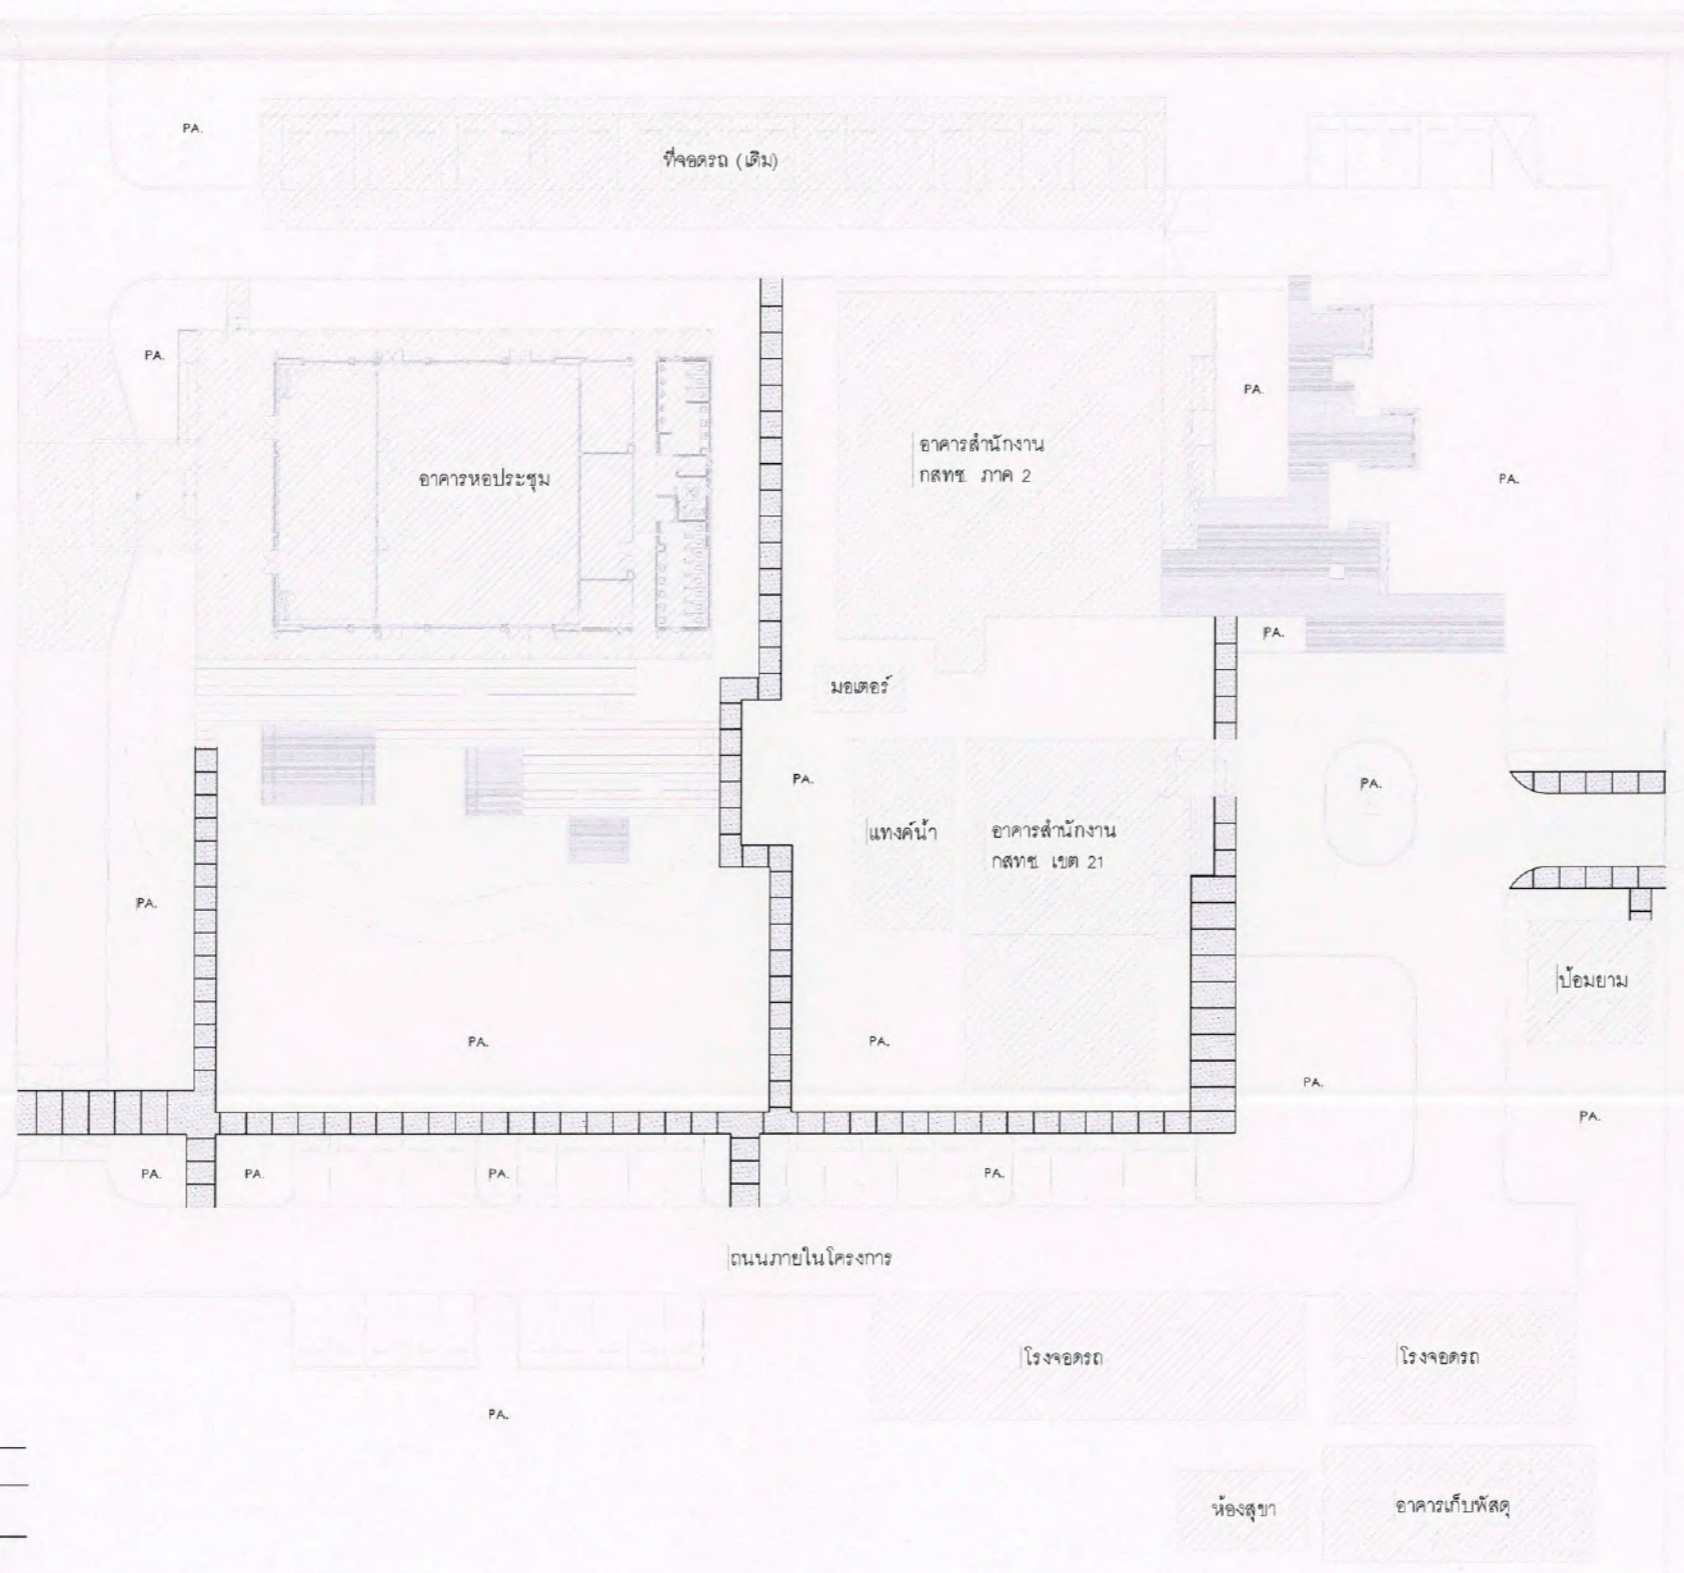 PA.
ที่จอดรถ (เดิม)
PA.
PA.
อาคารสำนักงาน
กสทช. ภาค 2
อาคารหอประชุม
PA.
PA.
มอเตอร์
PA.
PA.
แทงค์น้ำ
อาคารสำนักงาน
กสทช. เขต 21
PA.
ป้อมยาม
PA.
PA.
PA.
PA.
PA.
PA.
PA.
PA.
ถนนภายในโครงการ
โรงจอดรถ
โรงจอดรถ
PA.
ห้องสุขา
อาคารเก็บพัสดุ